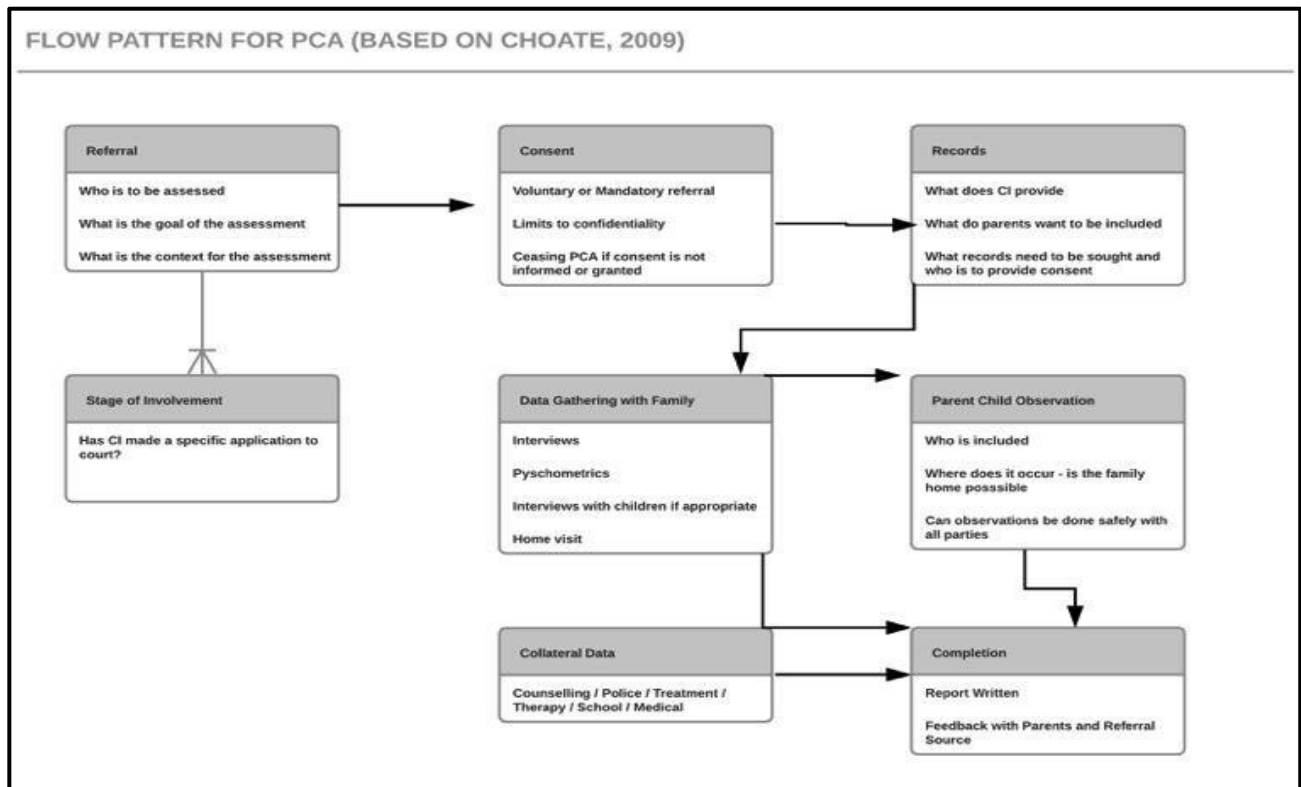 FLOW PATTERN FOR PCA (BASED ON CHOATE, 2009)
Referral
Who is to be assessed
What is the goal of the assessment
What is the context for the assessment
Consent
Voluntary or Mandatory referral
Limits to confidentiality
Ceasing PCA if consent is not
informed or granted
Records
What does CI provide
What do parents want to be included
What records need to be sought and
who is to provide consent
Stage of Involvement
Has CI made a specific application to
court?
Data Gathering with Family
Interviews
Pyschometrics
Interviews with children if appropriate
Home visit
Parent Child Observation
Who is included
Where does it occur - is the family
home posssible
Can observations be done safely with
all parties
Collateral Data
Counselling / Police / Treatment /
Therapy / School / Medical
Completion
Report Written
Feedback with Parents and Referral
Source